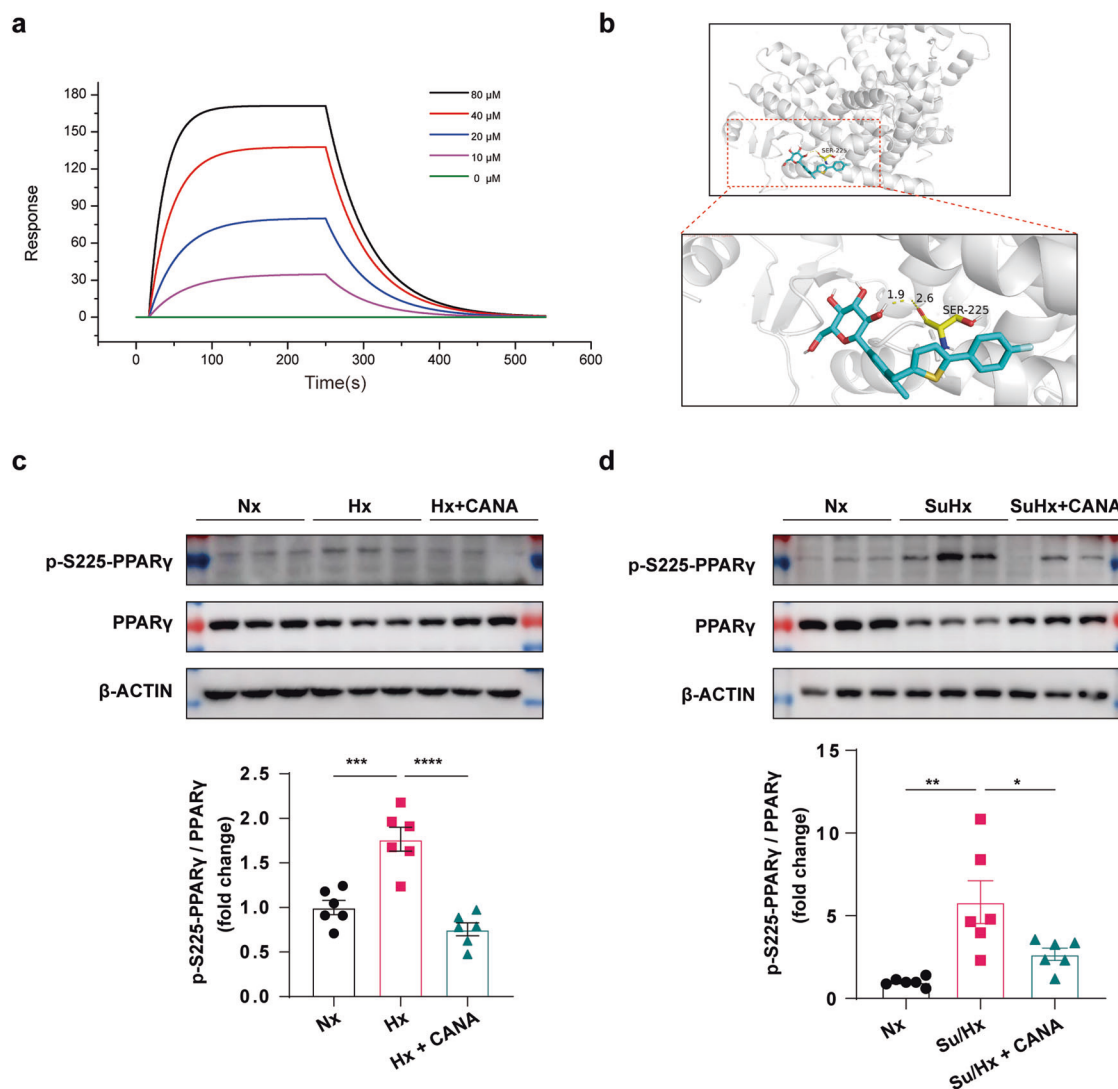 a
180
150
120
90
60
30
0
Response
0 100 200 300 400 500 600
Time(s)
80 μM
40 μM
20 μM
10 μM
0 μM
b
SER-225
1.9
2.6
SER-225
c
Nx Hx Hx+CANA
p-S225-PPARγ
PPARγ
β-ACTIN
p-S225-PPARγ / PPARγ
(fold change)
2.5
2.0
1.5
1.0
0.5
0.0
*** ****
Nx
Hx
Hx + CANA
d
Nx SuHx SuHx+CANA
p-S225-PPARγ
PPARγ
β-ACTIN
p-S225-PPARγ / PPARγ
(fold change)
15
10
5
0
** *
Nx
Su/Hx
Su/Hx + CANA